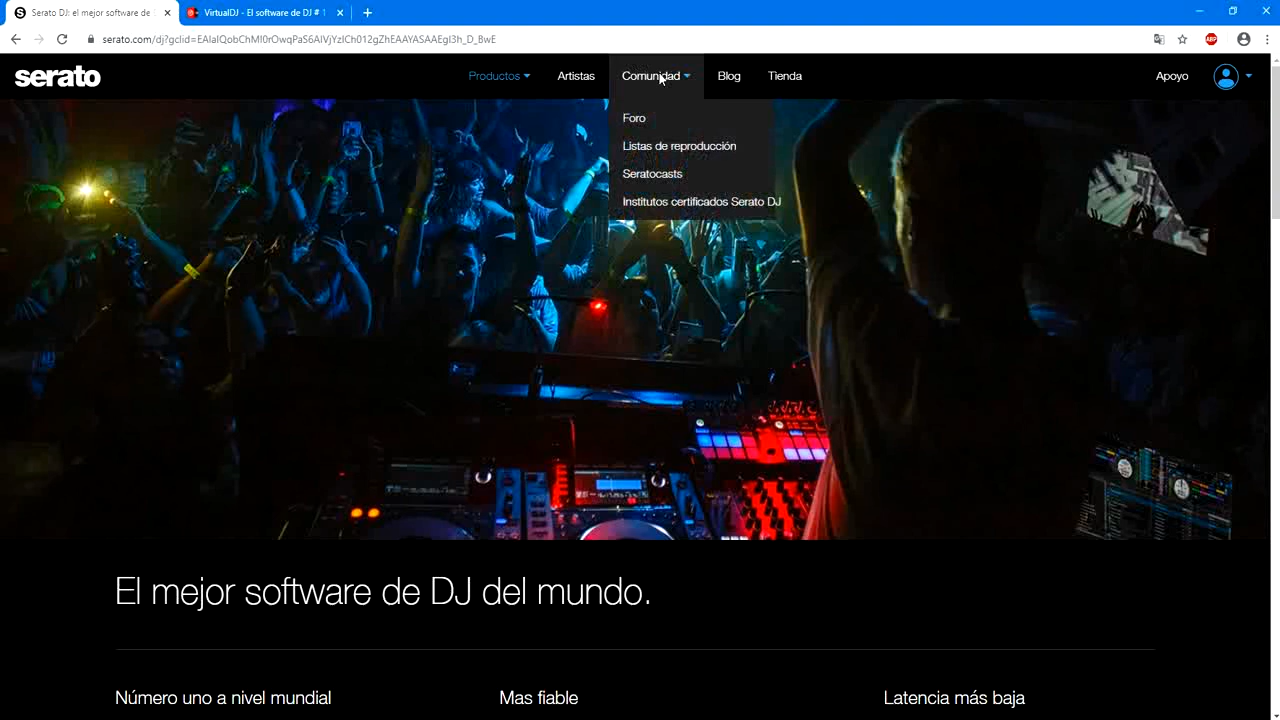 Serato DJ: el mejor software de
VirtualDJ - El software de DJ # 1
serato.com/dj?gclid=EAIaIQobChMI0rOwqPaS6AIVjYzICh012gZhEAAYASAAEgI3h_D_BwE
ABP
serato
Productos
Artistas
Comunidad
Blog
Tienda
Apoyo
Foro
Listas de reproducción
Seratocasts
Institutos certificados Serato DJ
El mejor software de DJ del mundo.
Número uno a nivel mundial
Mas fiable
Latencia más baja